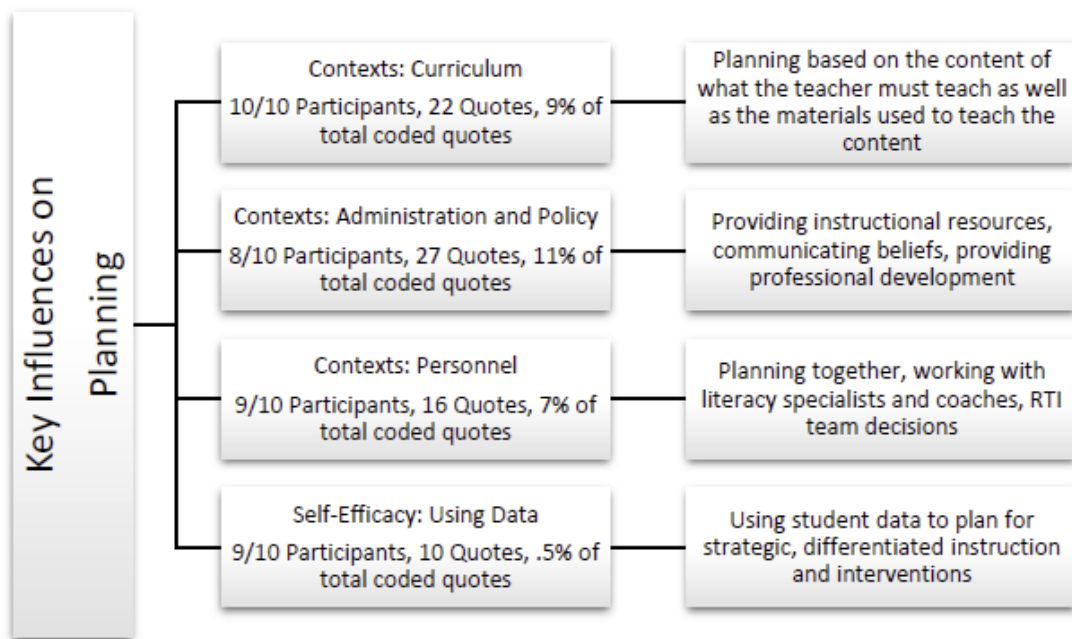 Key Influences on
Planning
Contexts: Curriculum
10/10 Participants, 22 Quotes, 9% of
total coded quotes
Planning based on the content of
what the teacher must teach as well
as the materials used to teach the
content
Contexts: Administration and Policy
8/10 Participants, 27 Quotes, 11% of
total coded quotes
Providing instructional resources,
communicating beliefs, providing
professional development
Contexts: Personnel
9/10 Participants, 16 Quotes, 7% of
total coded quotes
Planning together, working with
literacy specialists and coaches, RTI
team decisions
Self-Efficacy: Using Data
9/10 Participants, 10 Quotes, .5% of
total coded quotes
Using student data to plan for
strategic, differentiated instruction
and interventions